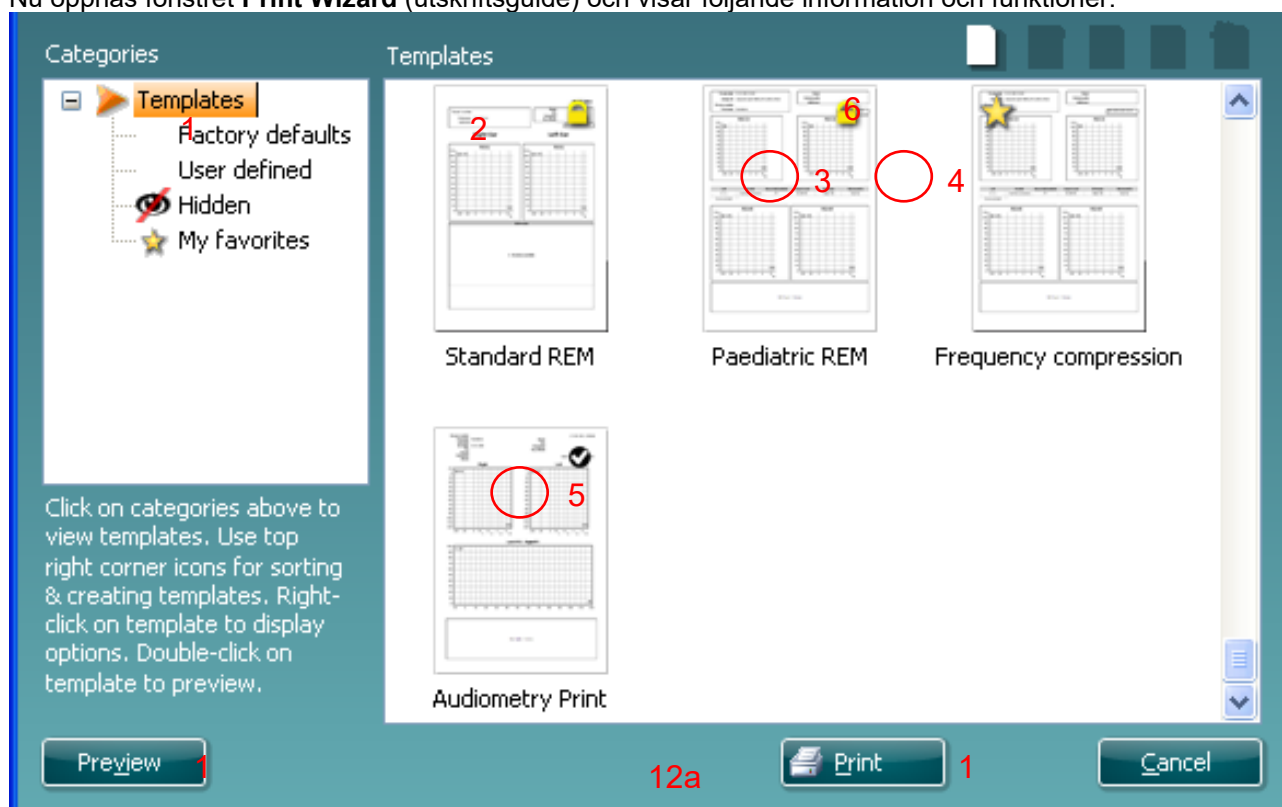 Nu öppnas fönstret Print Wizard (utskriftsguide) och visar följande information och funktioner:
Categories
Templates
Templates
1
Factory defaults
User defined
Hidden
My favorites
2
3
6
4
Standard REM
Paediatric REM
Frequency compression
5
Audiometry Print
Click on categories above to
view templates. Use top
right corner icons for sorting
& creating templates. Right-
click on template to display
options. Double-click on
template to preview.
Preview
1
12a
Print
1
Cancel